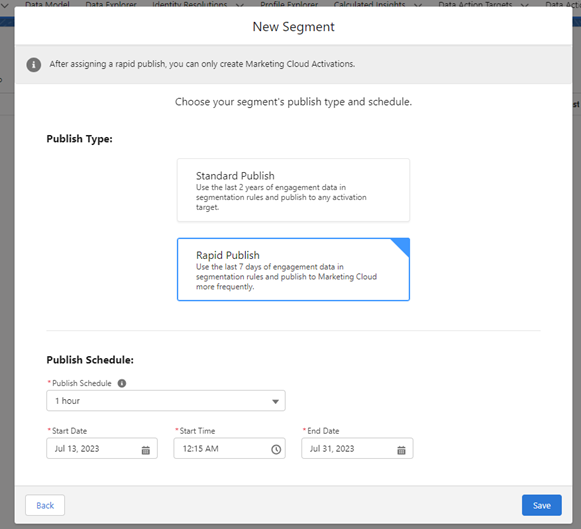 Data Model Data Explorer Identity Resolutions Profile Explorer Calculated Insights Data Action Targets Data Act
New Segment
After assigning a rapid publish, you can only create Marketing Cloud Activations.
Choose your segment's publish type and schedule.
Publish Type:
Standard Publish
Use the last 2 years of engagement data in
segmentation rules and publish to any activation
target.
Rapid Publish
Use the last 7 days of engagement data in
segmentation rules and publish to Marketing Cloud
more frequently.
Publish Schedule:
*Publish Schedule
1 hour
*Start Date *Start Time *End Date
Jul 13, 2023 12:15 AM Jul 31, 2023
Back Save